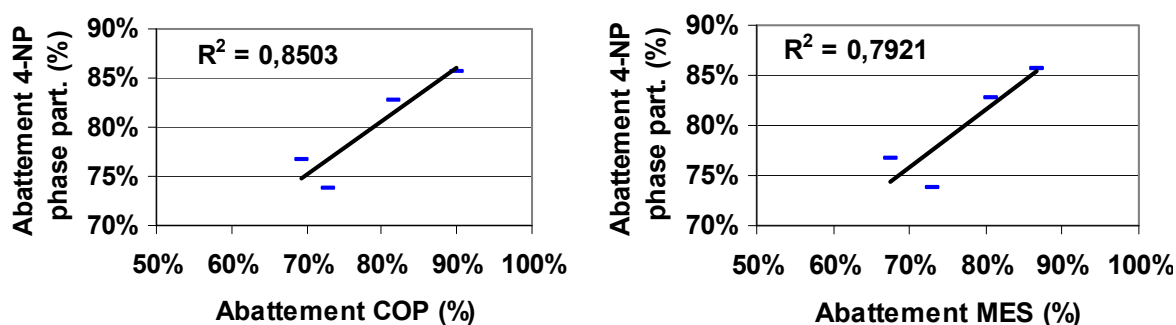 Abattement 4-NP
phase part. (%)
90%
85%
80%
75%
70%
R² = 0,8503
50% 60% 70% 80% 90% 100%
Abattement COP (%)
Abattement 4-NP
phase part. (%)
90%
85%
80%
75%
70%
R² = 0,7921
50% 60% 70% 80% 90% 100%
Abattement MES (%)